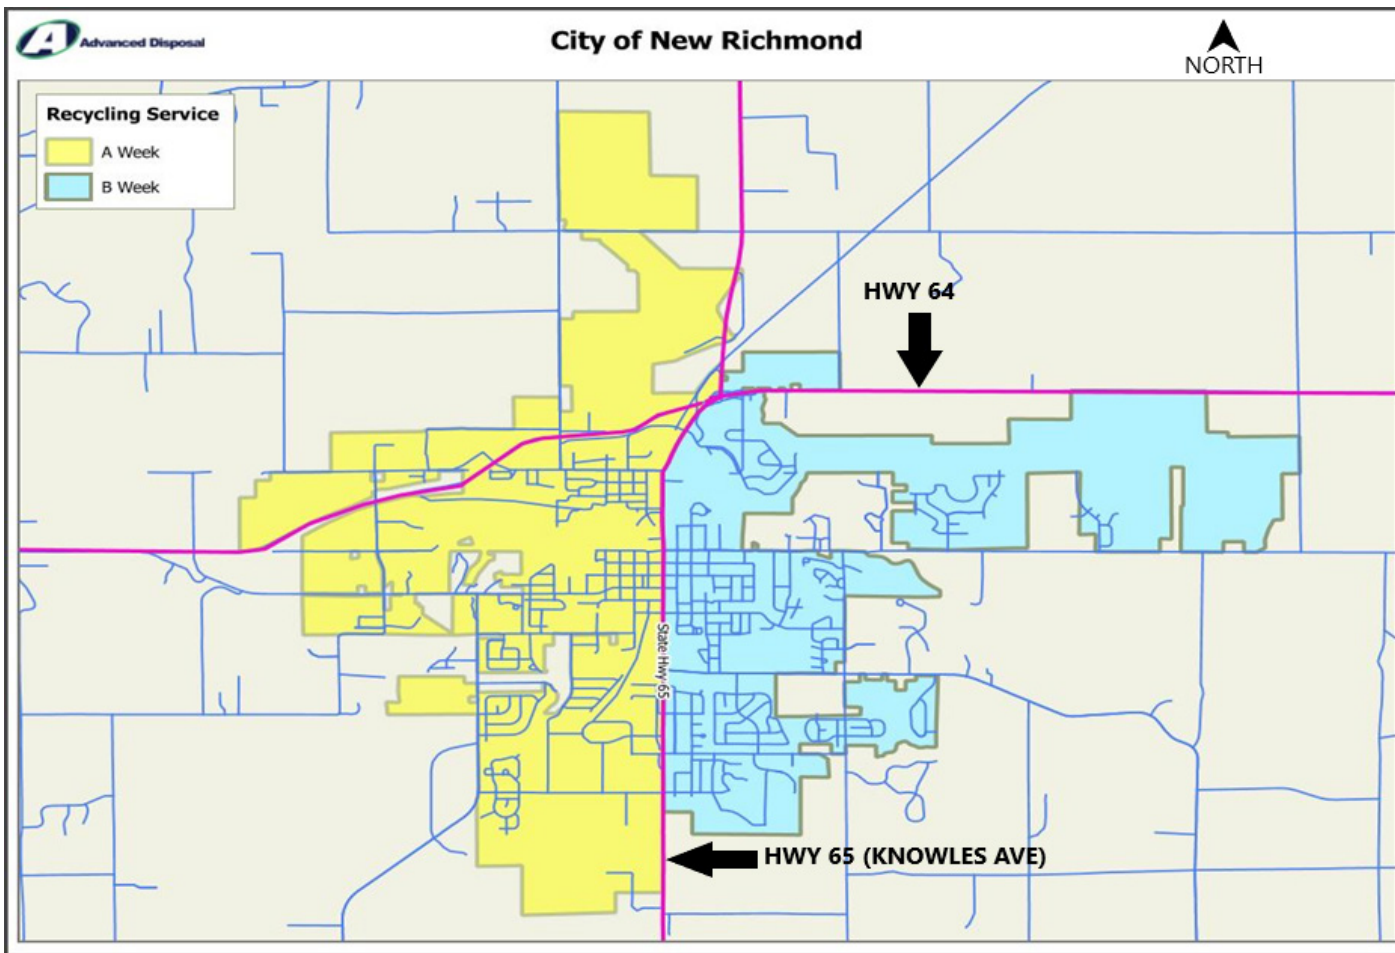 Advanced Disposal
City of New Richmond
NORTH
Recycling Service
A Week
B Week
HWY 64
State Hwy 65
HWY 65 (KNOWLES AVE)